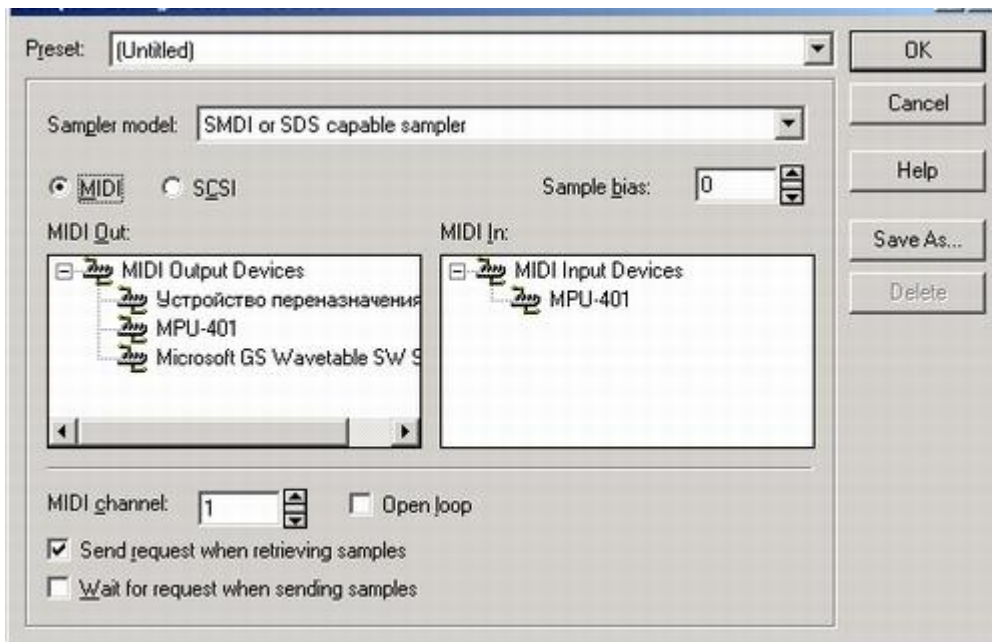 Preset: (Untitled) OK
Cancel
Sampler model: SMDI or SDS capable sampler
Help
MIDI SCSI Sample bias: 0
MIDI Out: MIDI In: Save As...
MIDI Output Devices MIDI Input Devices
Устройство переназначения MPU-401 Delete
MPU-401
Microsoft GS Wavetable SW S
MIDI channel: 1 Open loop
Send request when retrieving samples
Wait for request when sending samples